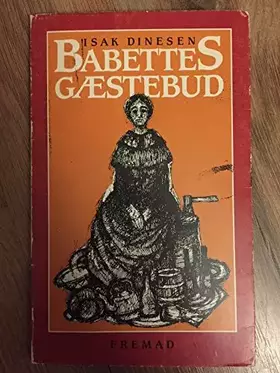 ISAK DINESEN
BABETTES
GÆSTEBUD
FREMAD